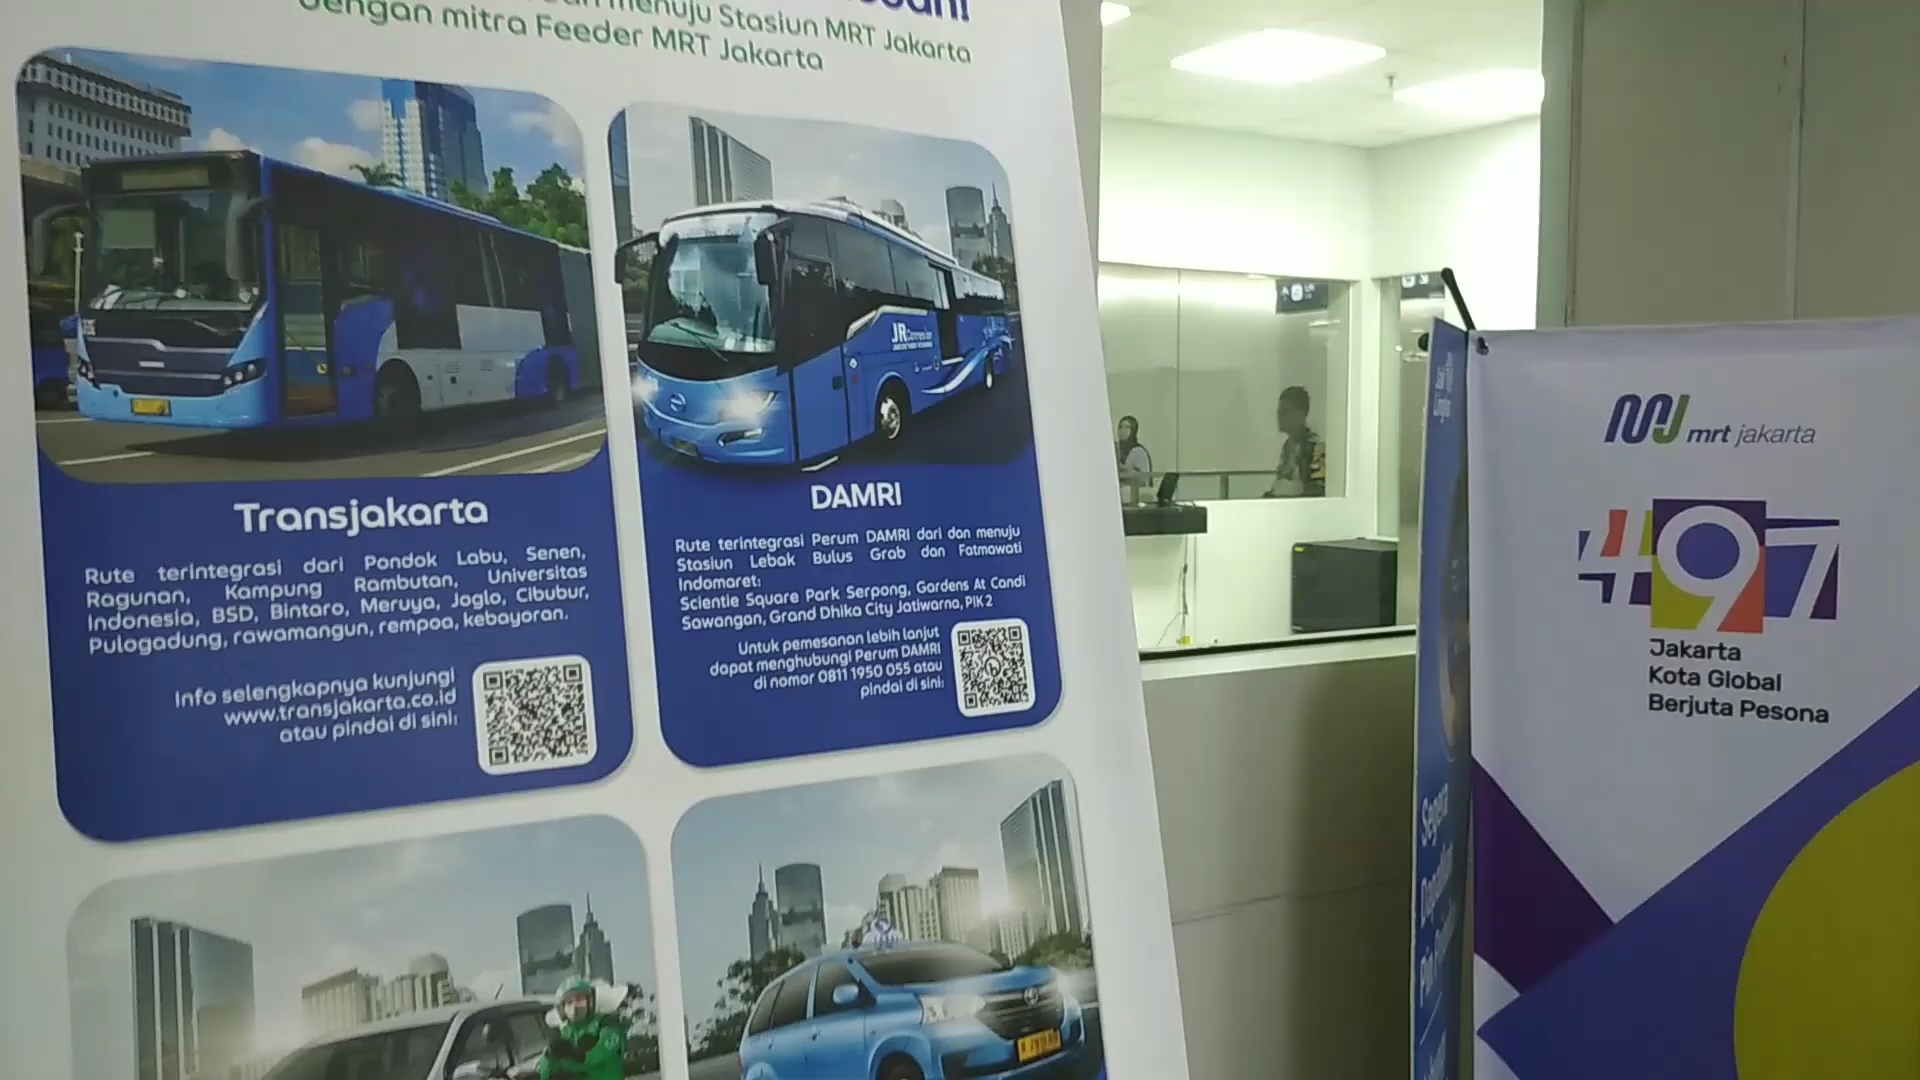 menuju Stasiun MRT Jakarta
dengan mitra Feeder MRT Jakarta
Transjakarta
Rute terintegrasi dari Pondok Labu, Senen,
Ragunan, Kampung Rambutan, Universitas
Indonesia, BSD, Bintaro, Meruya, Joglo, Cibubur,
Pulogadung, rawamangun, rempoa, kebayoran.
Info selengkapnya kunjungi
www.transjakarta.co.id
atau pindai di sini:
JRConnexion
DAMRI
Rute terintegrasi Perum DAMRI dari dan menuju
Stasiun Lebak Bulus Grab dan Fatmawati
Indomaret:
Scientie Square Park Serpong, Gardens At Candi
Sawangan, Grand Dhika City Jatiwarna, PIK 2
Untuk pemesanan lebih lanjut
dapat menghubungi Perum DAMRI
di nomor 0811 1950 055 atau
pindai di sini:
Segera
mrt jakarta
497
Jakarta
Kota Global
Berjuta Pesona